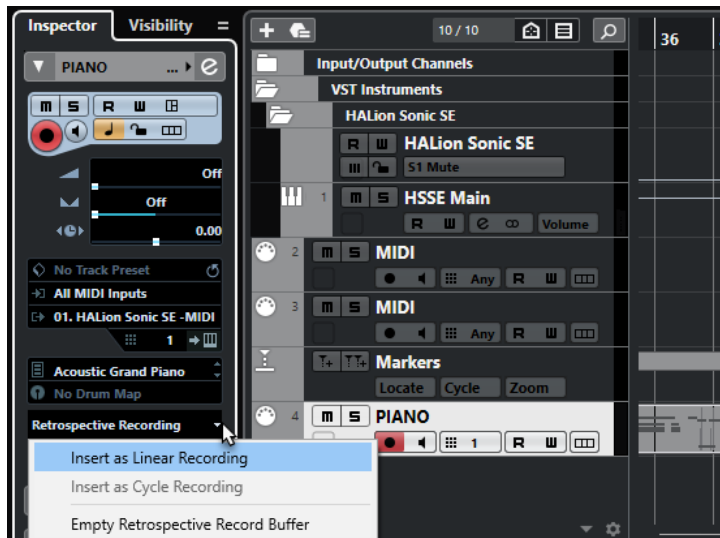 Inspector Visibility
PIANO ... e
m S R W
Off
Off
0.00
No Track Preset
All MIDI Inputs
01. HALion Sonic SE -MIDI
1
Acoustic Grand Piano
No Drum Map
Retrospective Recording
Insert as Linear Recording
Insert as Cycle Recording
Empty Retrospective Record Buffer
10 / 10
Input/Output Channels
VST Instruments
HALion Sonic SE
R W HALion Sonic SE
S1 Mute
1 m S HSSE Main
R W e Volume
2 m S MIDI
Any R W
3 m S MIDI
Any R W
T+ TT+ Markers
Locate Cycle Zoom
4 m S PIANO
1 R W
36